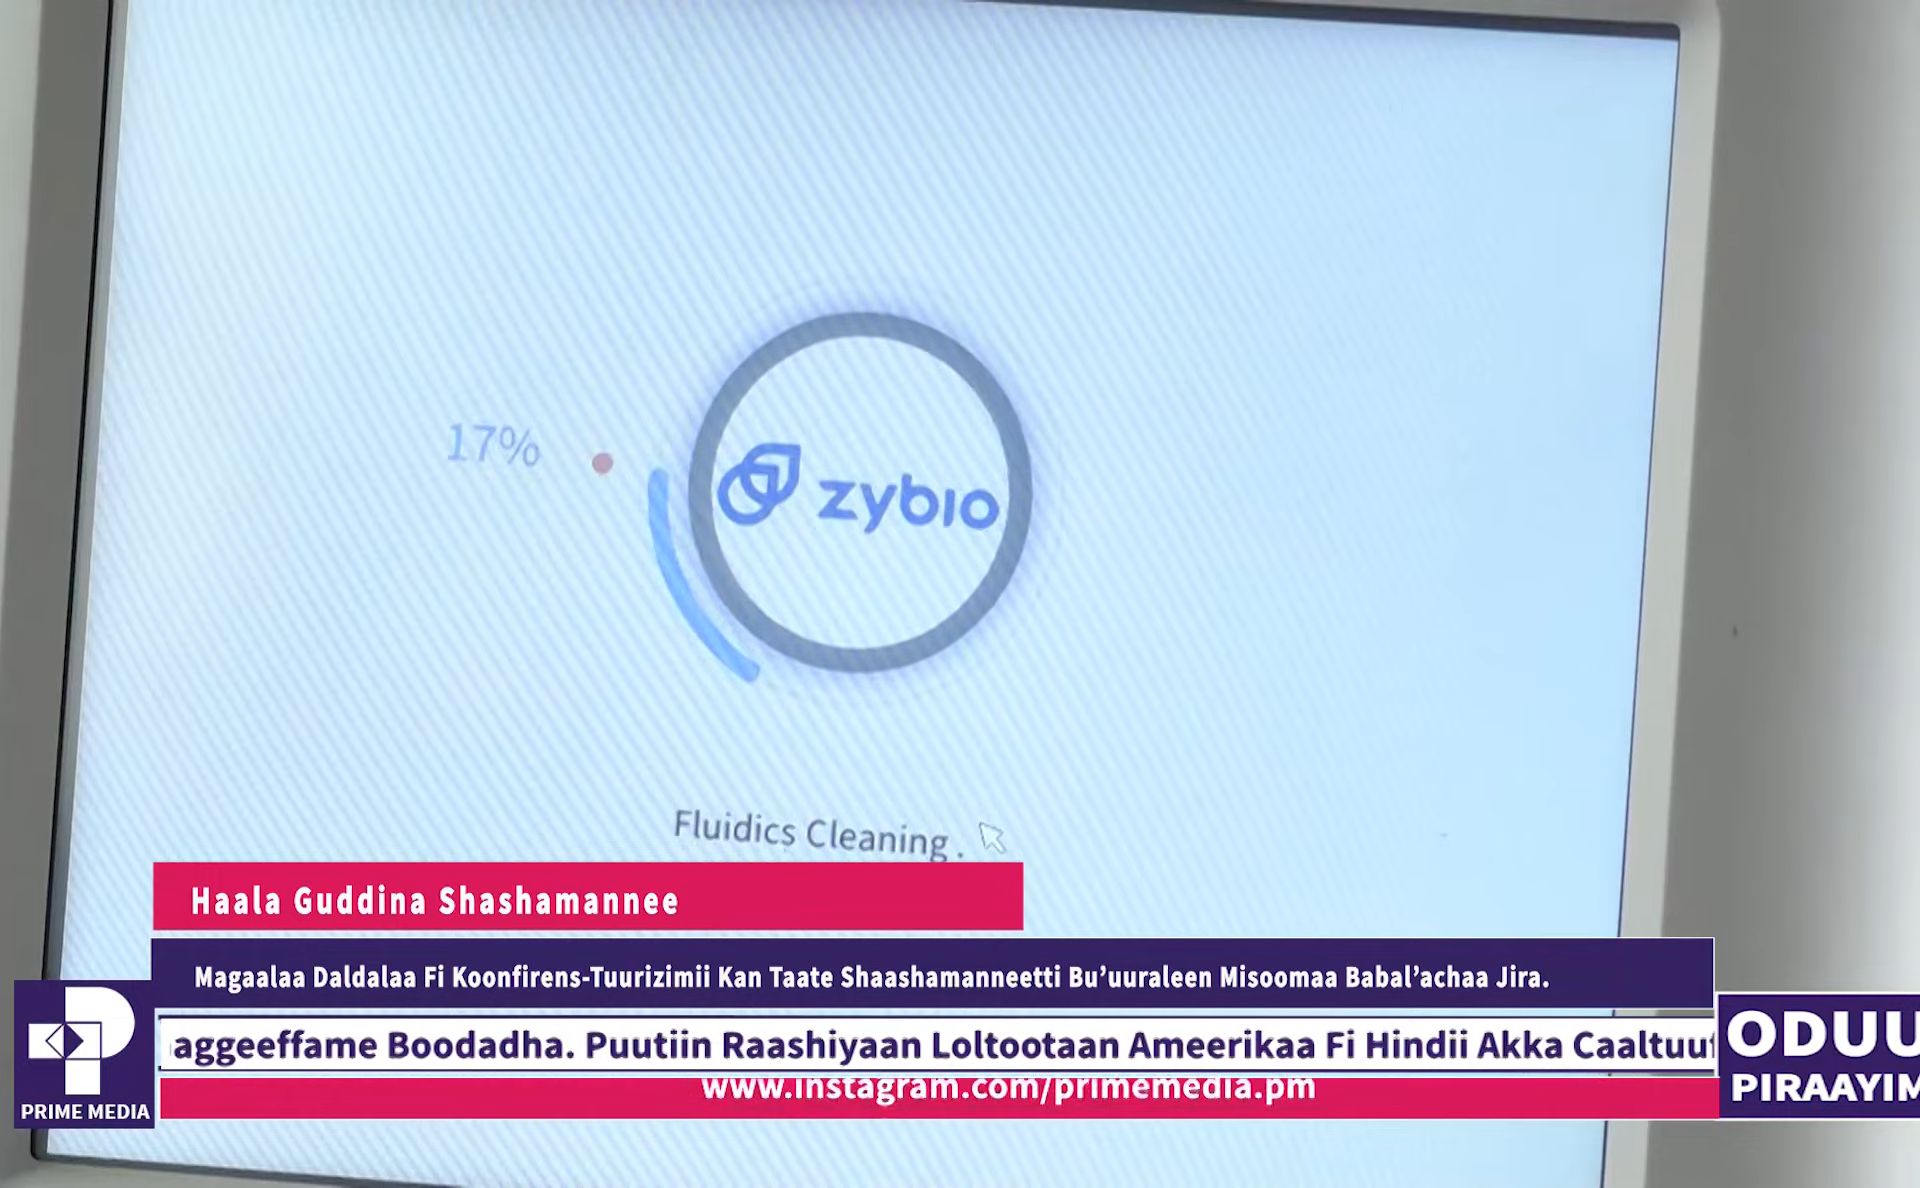 17%
zybio
Fluidics Cleaning .
Haala Guddina Shashamannee
Magaalaa Daldalaa Fi Koonfirens-Tuurizimii Kan Taate Shaashamanneetti Bu’uuraleen Misoomaa Babal’achaa Jira.
aggeeffame Boodadha. Puutiin Raashiyaan Loltootaan Ameerikaa Fi Hindii Akka
www.instagram.com/primemedia.pm
PRIME MEDIA
ODUU
PIRAAYIM